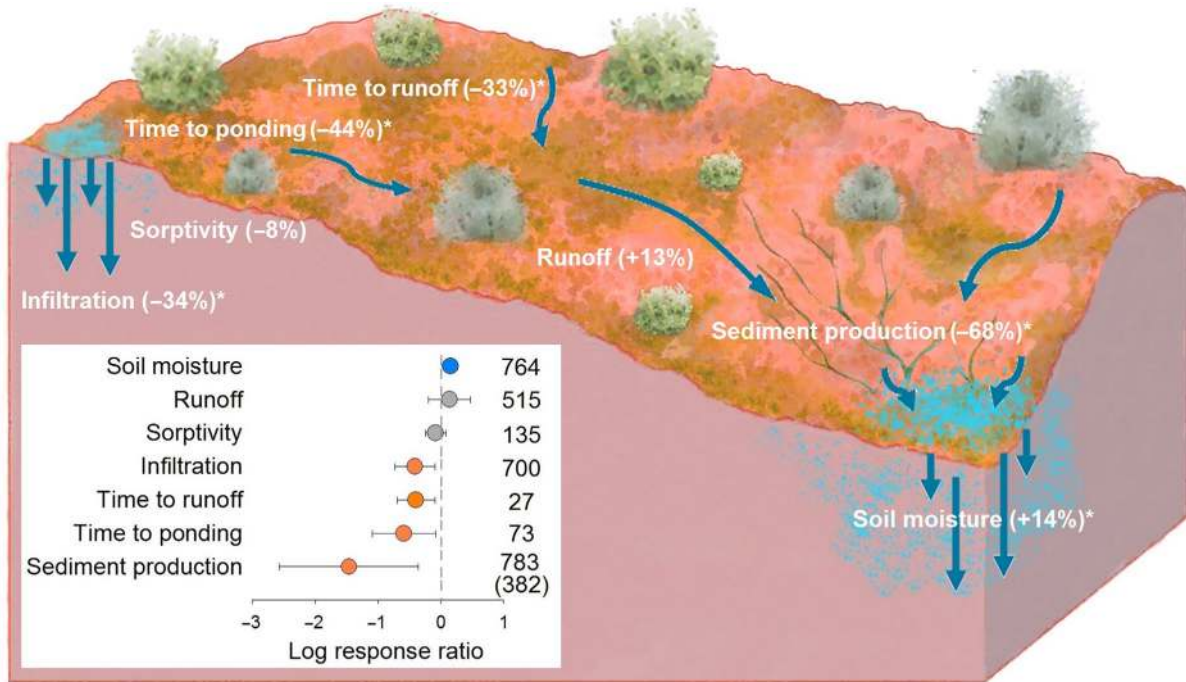 Time to runoff (–33%)*
Time to ponding (–44%)*
Sorptivity (–8%)
Runoff (+13%)
Infiltration (–34%)*
Sediment production (–68%)*
Soil moisture (+14%)*
Soil moisture 764
Runoff 515
Sorptivity 135
Infiltration 700
Time to runoff 27
Time to ponding 73
Sediment production 783
(382)
–3 –2 –1 0 1
Log response ratio